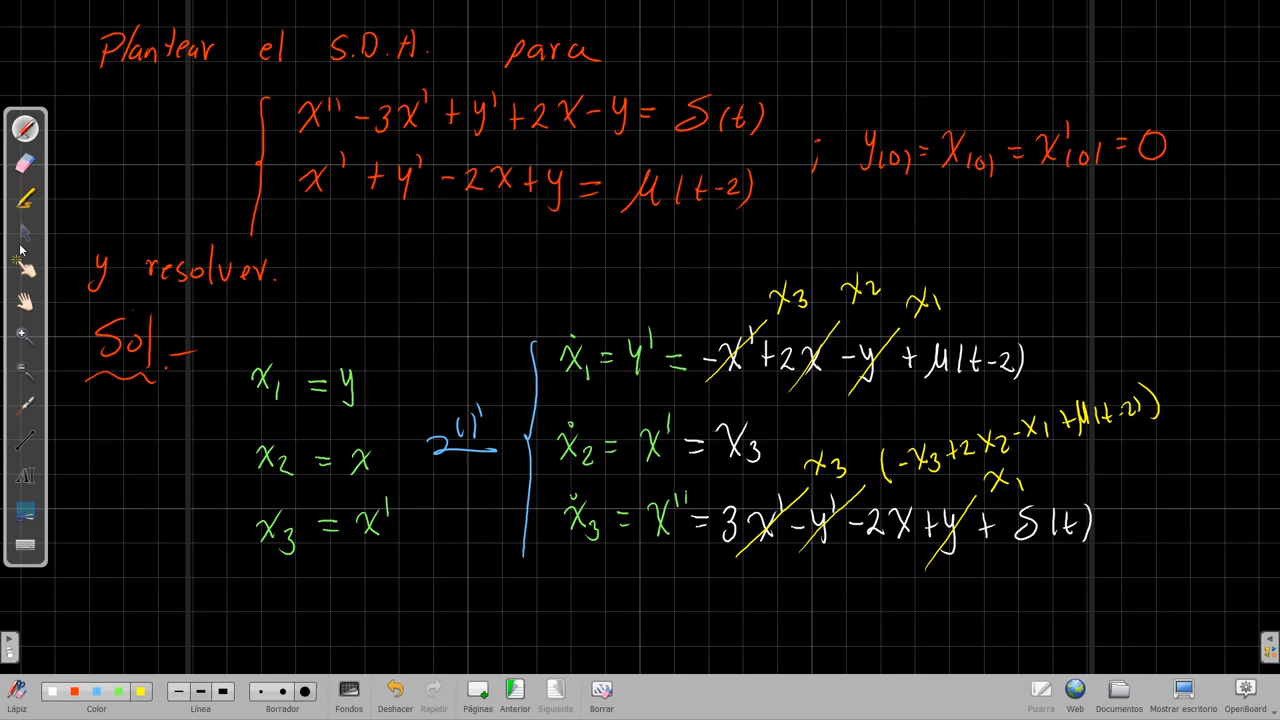 Plantear el S.D.A. para
x'' - 3x' + y' + 2x - y = δ(t)
x' + y' - 2x + y = μ(t-2)
; y(0) = x(0) = x'(0) = 0
y resolver.
Sol.-
x₁ = y
x₂ = x
x₃ = x'
x₃ x₂ x₁
ẋ₁ = y' = -x' + 2x - y + μ(t-2)
ẋ₂ = x' = x₃
x₃ (-x₃+2x₂-x₁+μ(t-2)) x₁
ẋ₃ = x'' = 3x' - y' - 2x + y + δ(t)
Lápiz Color Línea Borrador Fondos Deshacer Repetir Páginas Anterior Siguiente Borrar Pizarra Web Documentos Mostrar escritorio OpenBoard